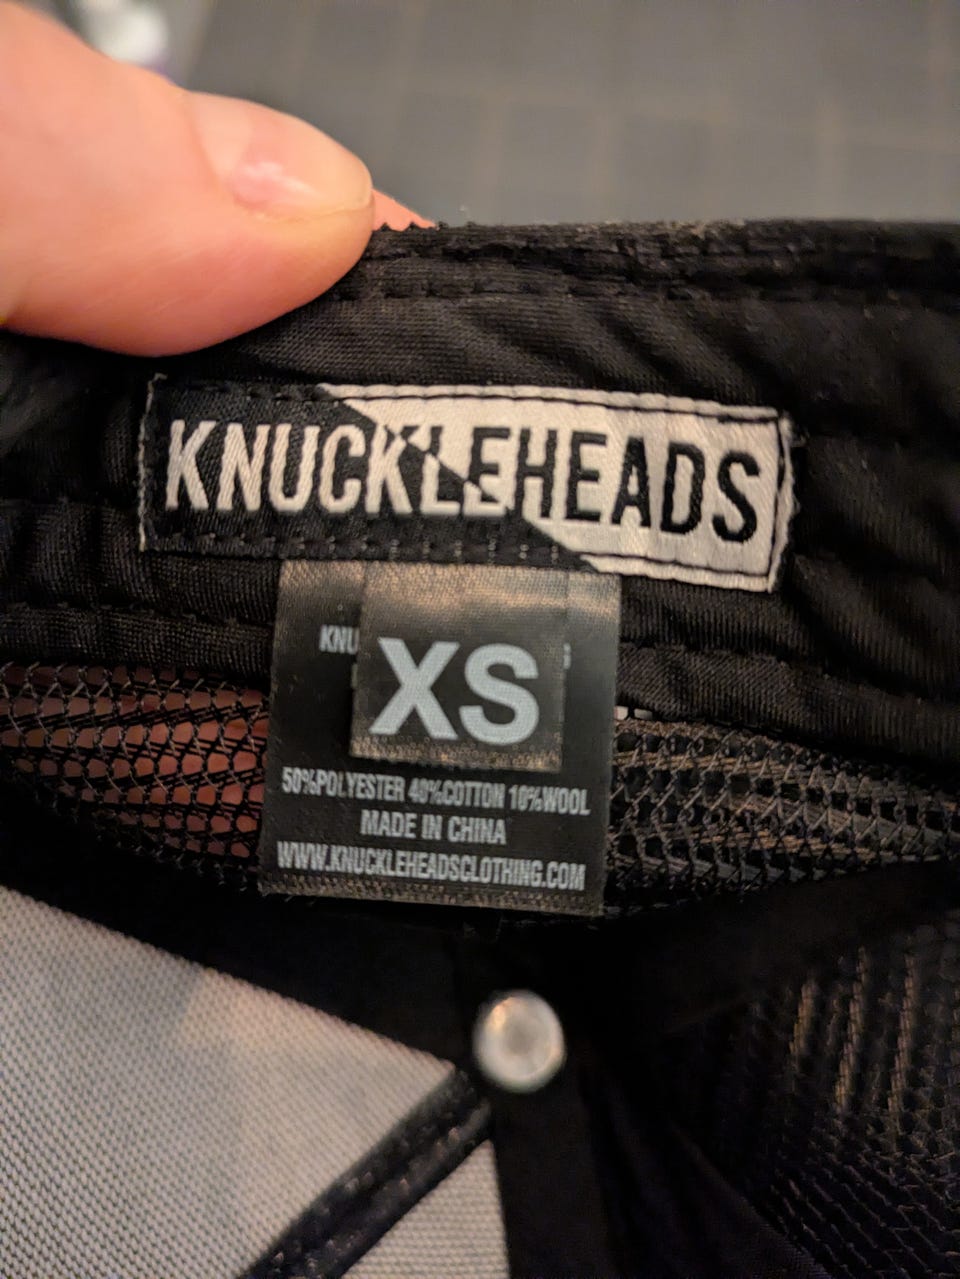 KNUCKLEHEADS
XS
50%POLYESTER 40%COTTON 10%WOOL
MADE IN CHINA
WWW.KNUCKLEHEADSCLOTHING.COM